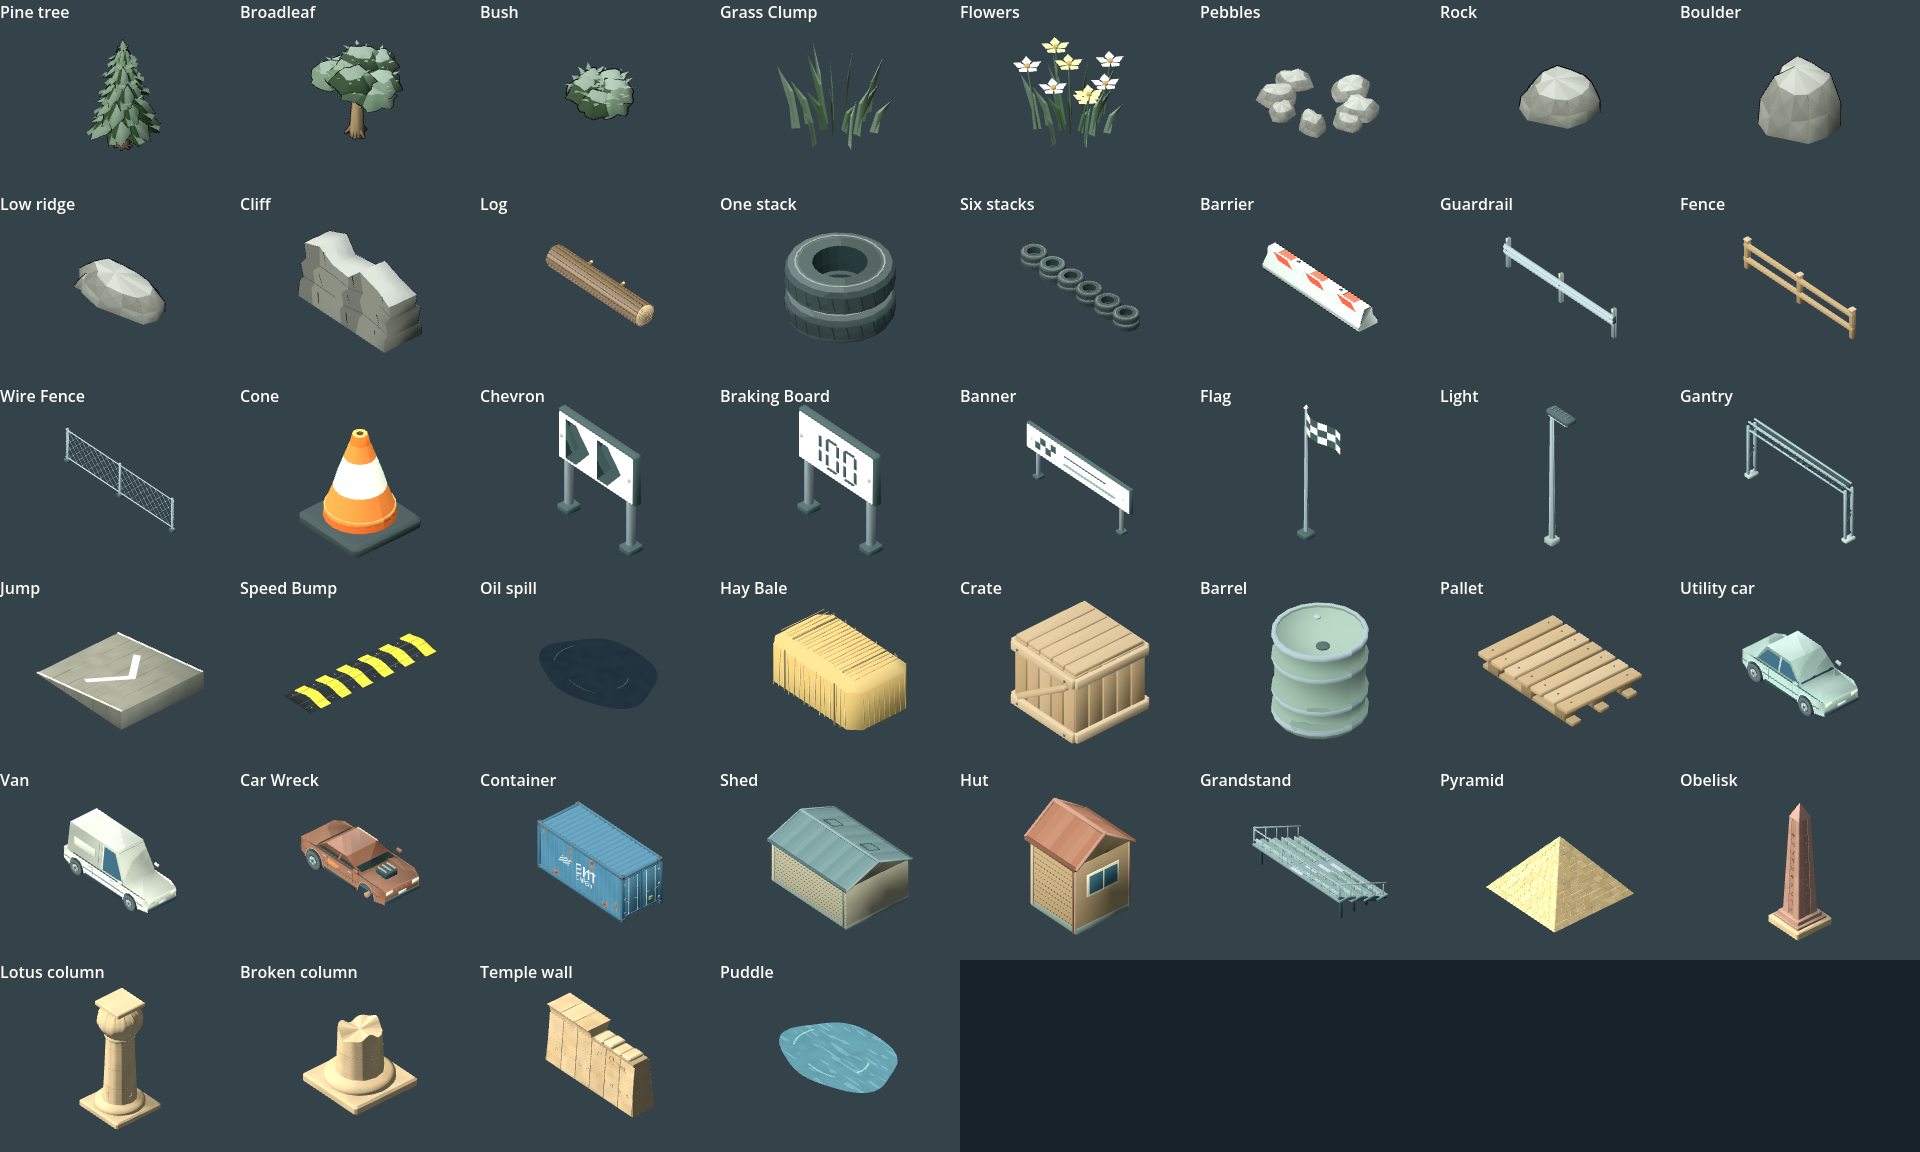 Pine tree
Broadleaf
Bush
Grass Clump
Flowers
Pebbles
Rock
Boulder
Low ridge
Cliff
Log
One stack
Six stacks
Barrier
Guardrail
Fence
Wire Fence
Cone
Chevron
Braking Board
Banner
Flag
Light
Gantry
100
Jump
Speed Bump
Oil spill
Hay Bale
Crate
Barrel
Pallet
Utility car
Van
Car Wreck
Container
Shed
Hut
Grandstand
Pyramid
Obelisk
Lotus column
Broken column
Temple wall
Puddle